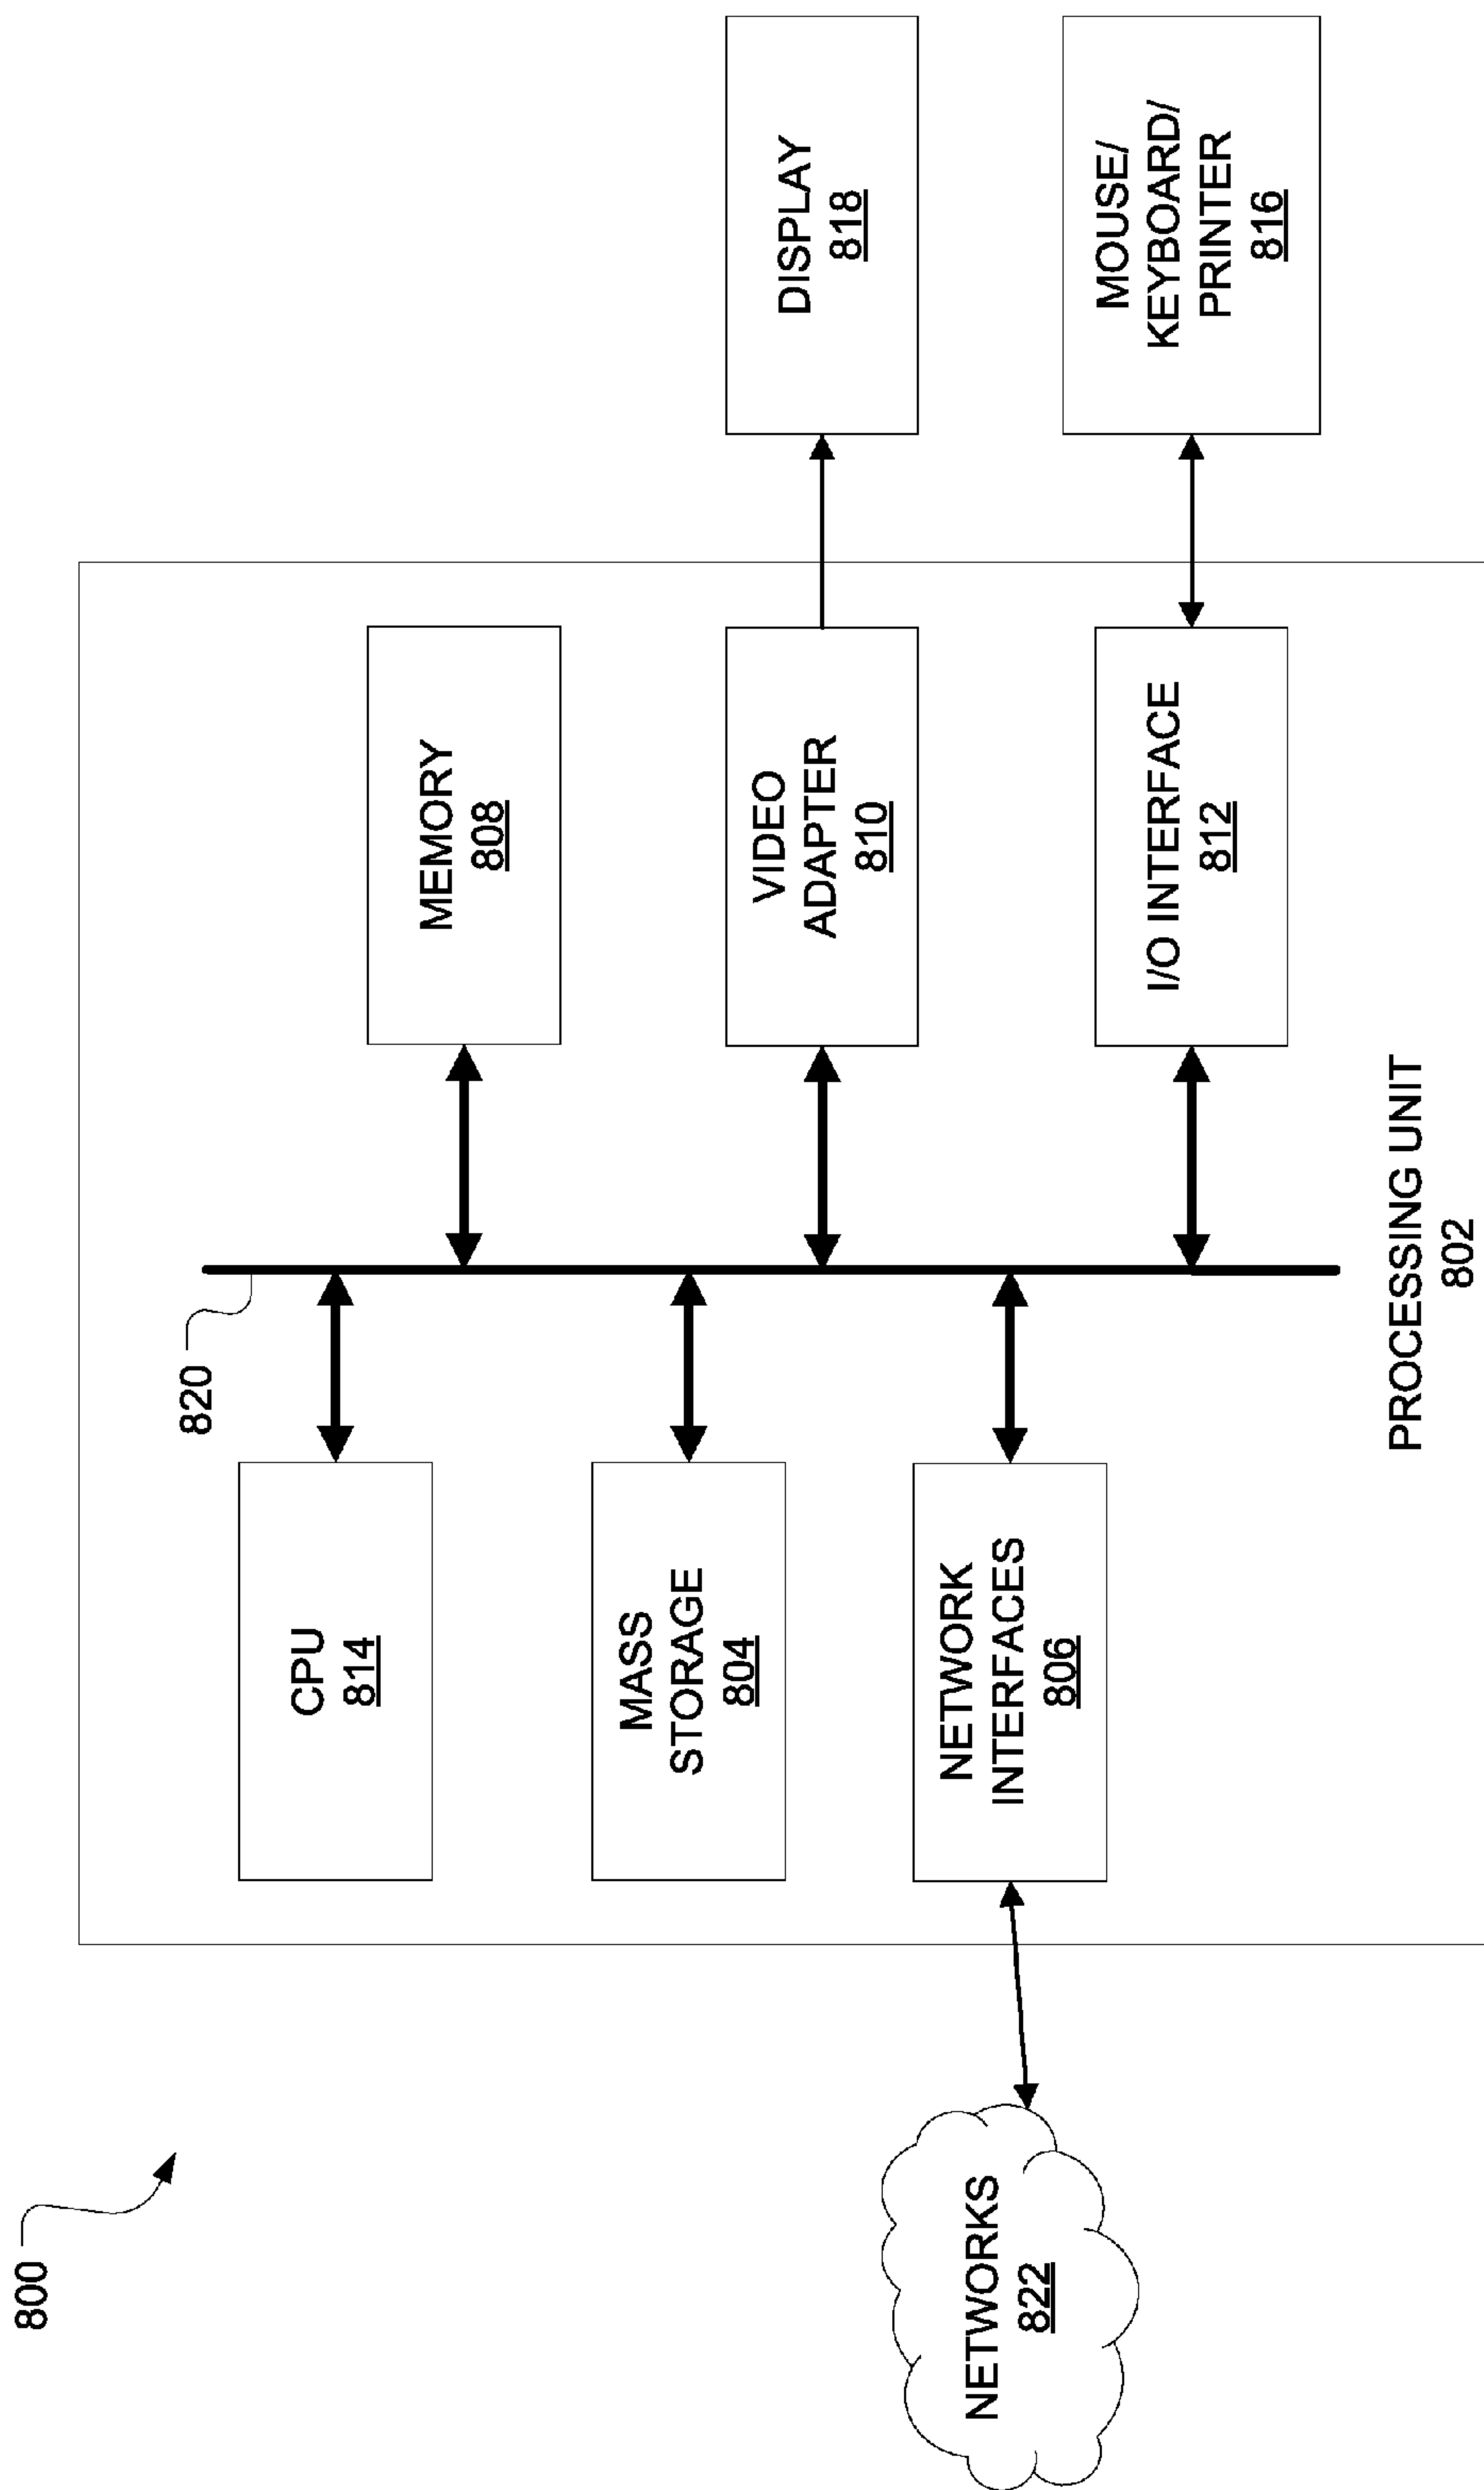 800
820
CPU
814
MEMORY
808
MASS
STORAGE
804
VIDEO
ADAPTER
810
DISPLAY
818
NETWORKS
822
NETWORK
INTERFACES
806
I/O INTERFACE
812
MOUSE/
KEYBOARD/
PRINTER
816
PROCESSING UNIT
802